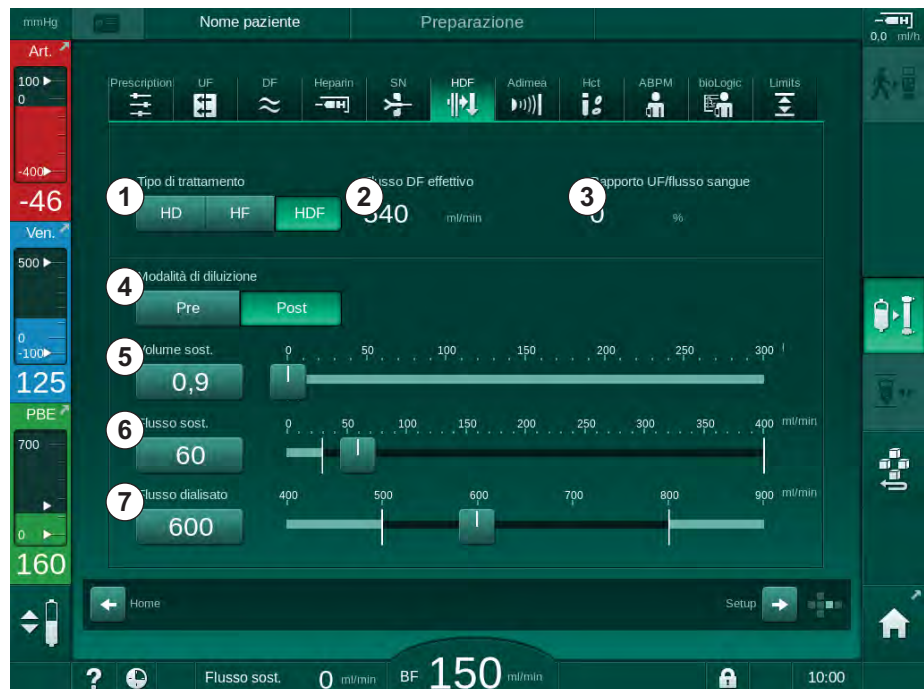 mmHg
Nome paziente
Preparazione
0,0 ml/h
Art.
100
0
-400
-46
Ven.
500
0
-100
125
PBE
700
0
160
Prescription UF DF Heparin SN HDF Adimea Hct ABPM bioLogic Limits
1 Tipo di trattamento
HD HF HDF
2 Flusso DF effettivo
540 ml/min
3 Rapporto UF/flusso sangue
0 %
4 Modalità di diluizione
Pre Post
5 Volume sost.
0,9
0 50 100 150 200 250 300 l
6 Flusso sost.
60
0 50 100 150 200 250 300 350 400 ml/min
7 Flusso dialisato
600
400 500 600 700 800 900 ml/min
Home
Setup
? Flusso sost. 0 ml/min BF 150 ml/min 10:00